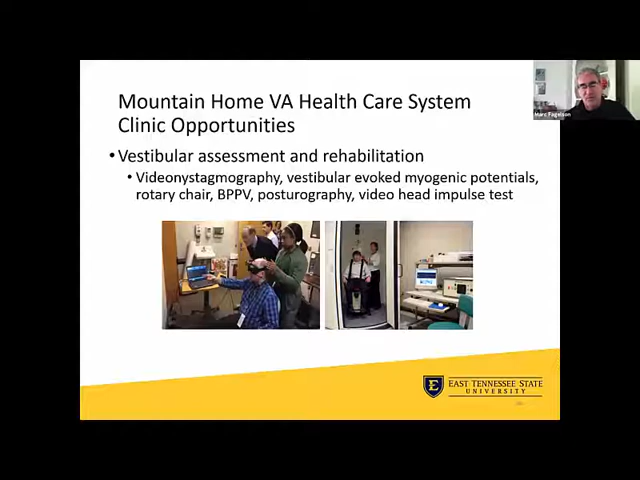 Mountain Home VA Health Care System
Clinic Opportunities
• Vestibular assessment and rehabilitation
• Videonystagmography, vestibular evoked myogenic potentials,
rotary chair, BPPV, posturography, video head impulse test
Marc Fagelson
E
EAST TENNESSEE STATE
UNIVERSITY